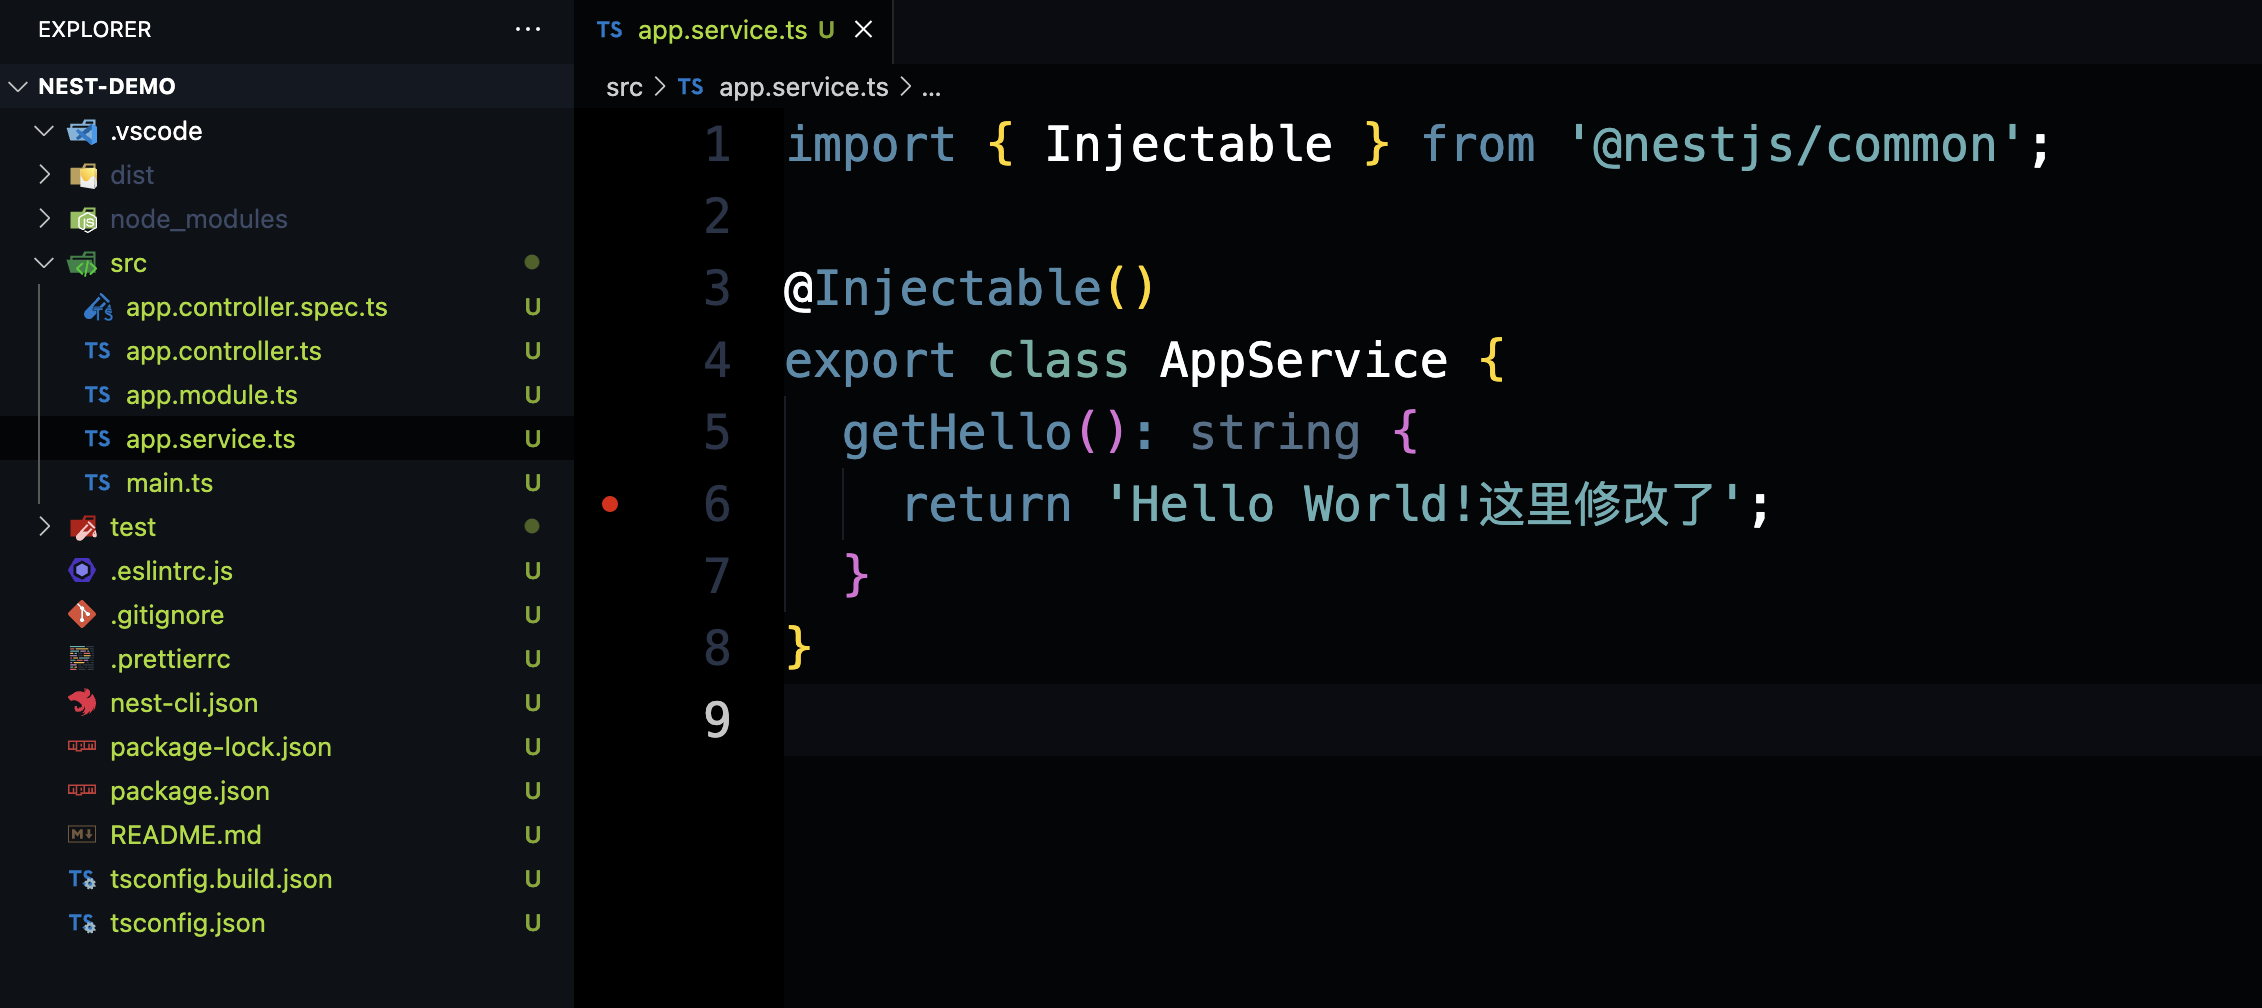 EXPLORER
NEST-DEMO
.vscode
dist
node_modules
src
app.controller.spec.ts U
app.controller.ts U
app.module.ts U
app.service.ts U
main.ts U
test
.eslintrc.js U
.gitignore U
.prettierrc U
nest-cli.json U
package-lock.json U
package.json U
README.md U
tsconfig.build.json U
tsconfig.json U
TS app.service.ts U
src > TS app.service.ts > ...
1 import { Injectable } from '@nestjs/common';
2
3 @Injectable()
4 export class AppService {
5 getHello(): string {
6 return 'Hello World!这里修改了';
7 }
8 }
9